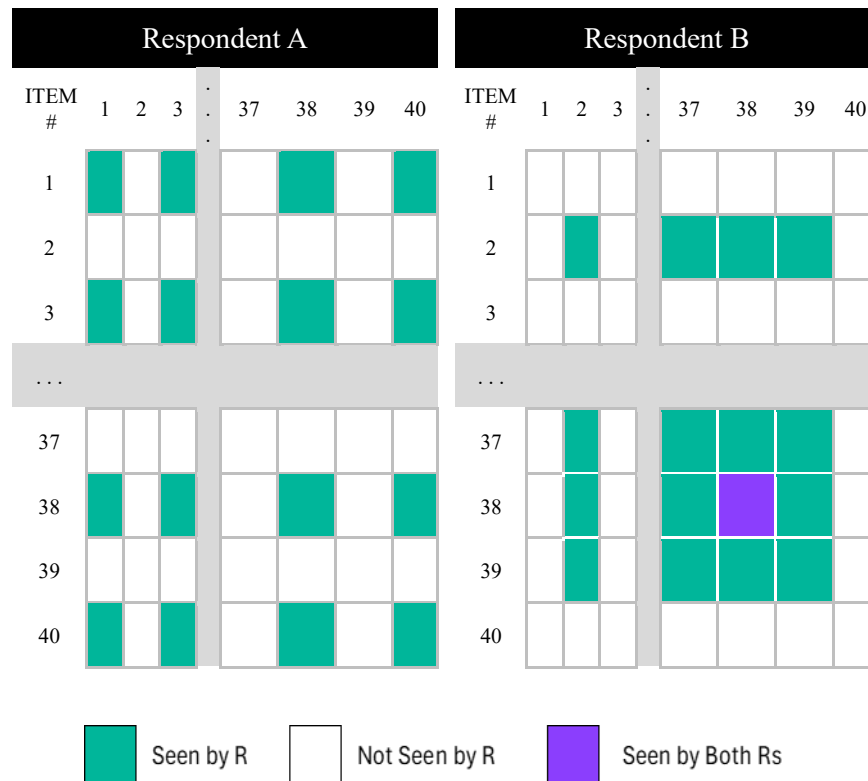 Respondent A
ITEM # 1 2 3 . . . 37 38 39 40
1
2
3
. . .
37
38
39
40
Respondent B
ITEM # 1 2 3 . . . 37 38 39 40
1
2
3
. . .
37
38
39
40
Seen by R Not Seen by R Seen by Both Rs